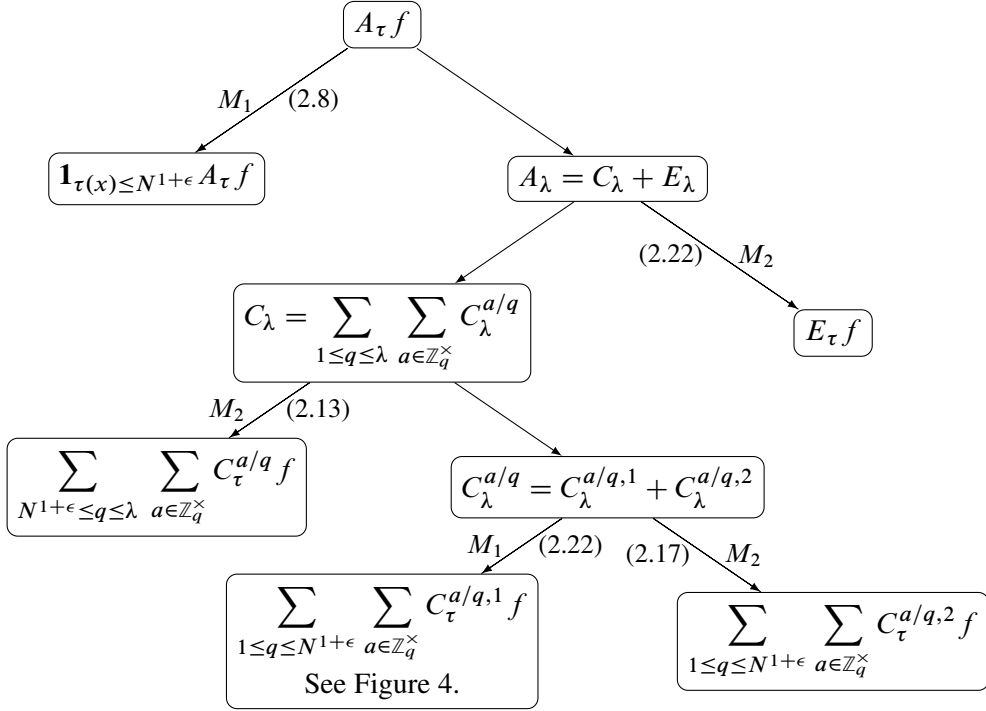 A_τ f
M_1 (2.8)
1_{τ(x)≤N^{1+ϵ}} A_τ f
A_λ = C_λ + E_λ
(2.22) M_2
C_λ = ∑_{1≤q≤λ} ∑_{a∈ℤ_q^×} C_λ^{a/q}
E_τ f
M_2 (2.13)
∑_{N^{1+ϵ}≤q≤λ} ∑_{a∈ℤ_q^×} C_τ^{a/q} f
C_λ^{a/q} = C_λ^{a/q,1} + C_λ^{a/q,2}
M_1 (2.22) (2.17) M_2
∑_{1≤q≤N^{1+ϵ}} ∑_{a∈ℤ_q^×} C_τ^{a/q,1} f
See Figure 4.
∑_{1≤q≤N^{1+ϵ}} ∑_{a∈ℤ_q^×} C_τ^{a/q,2} f